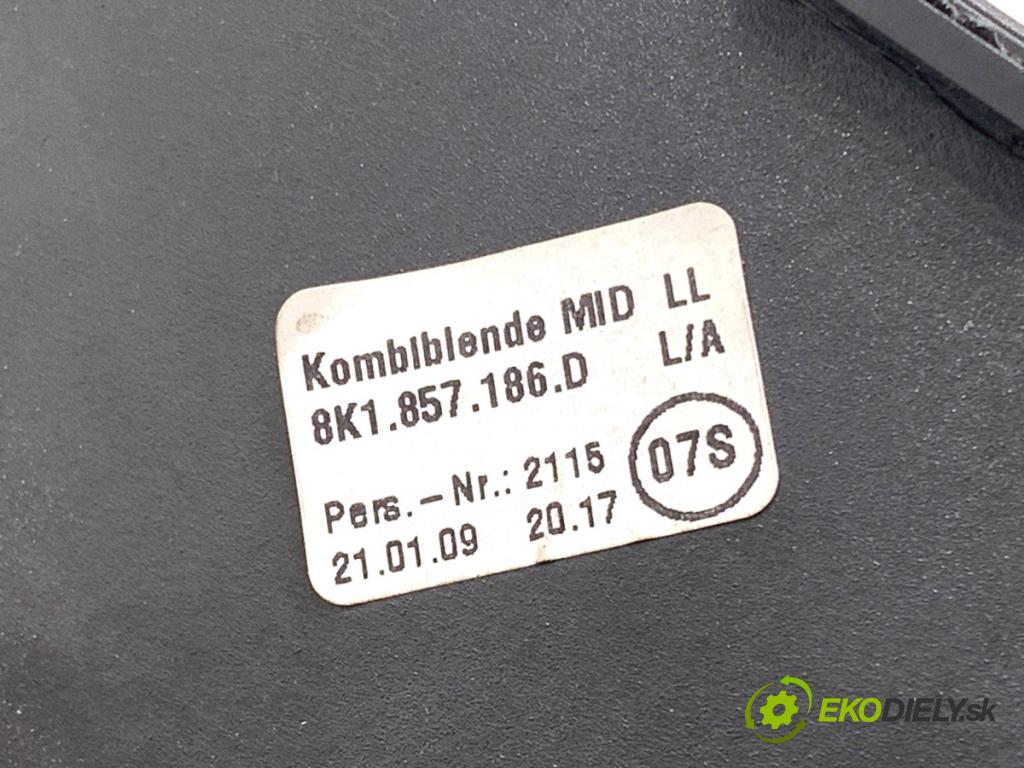 Kombiblende MID LL
8K1.857.186.D L/A
Pers.-Nr.: 2115 07S
21.01.09 20.17
EKODIELY.sk